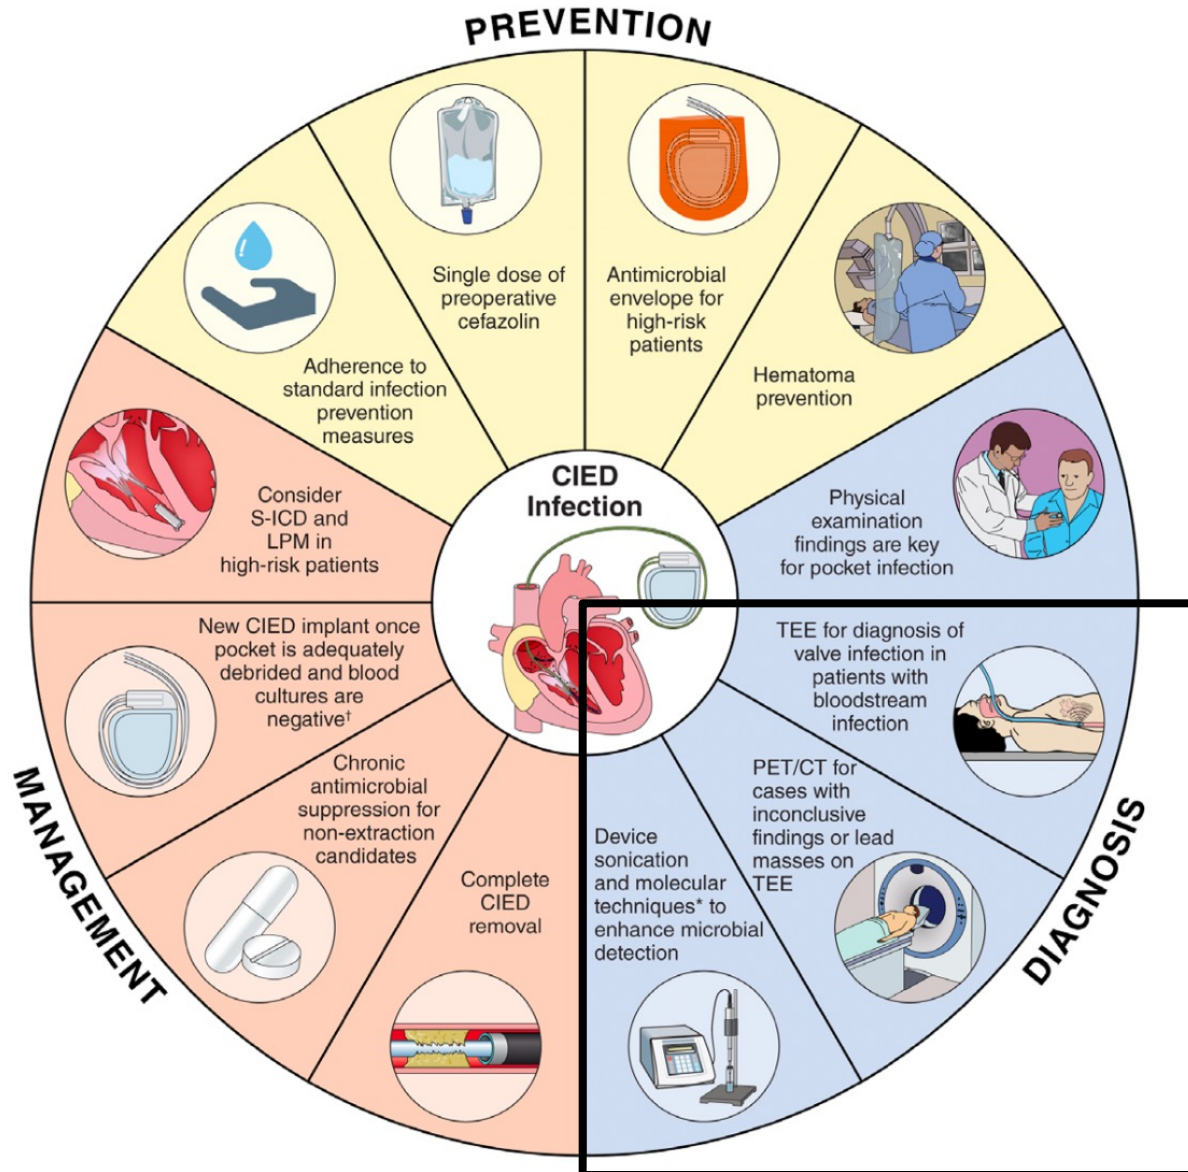 PREVENTION
Single dose of
preoperative
cefazolin
Antimicrobial
envelope for
high-risk
patients
Adherence to
standard infection
prevention
measures
Hematoma
prevention
CIED
Infection
Consider
S-ICD and
LPM in
high-risk patients
Physical
examination
findings are key
for pocket infection
New CIED implant once
pocket is adequately
debrided and blood
cultures are
negative†
TEE for diagnosis of
valve infection in
patients with
bloodstream
infection
Chronic
antimicrobial
suppression for
non-extraction
candidates
PET/CT for
cases with
inconclusive
findings or lead
masses on
TEE
Complete
CIED
removal
Device
sonication
and molecular
techniques* to
enhance microbial
detection
MANAGEMENT
DIAGNOSIS